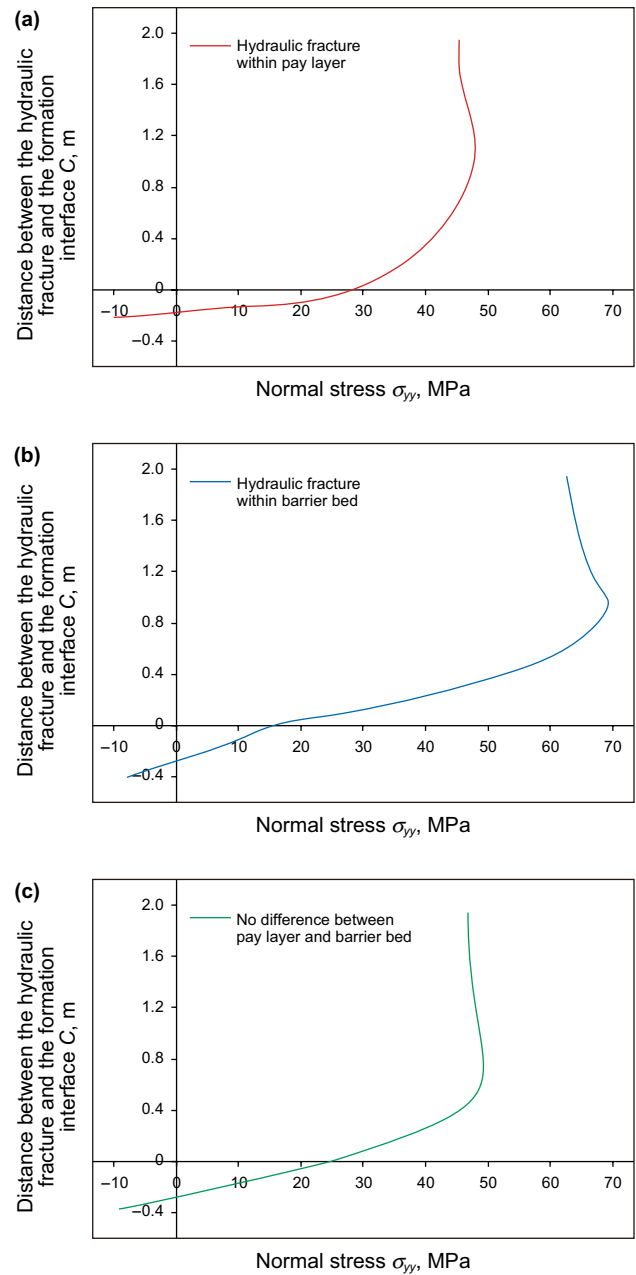 (a)
Distance between the hydraulic
fracture and the formation
interface C, m
2.0
1.6
1.2
0.8
0.4
0
–0.4
–10
0
10
20
30
40
50
60
70
Hydraulic fracture
within pay layer
Normal stress σyy, MPa
(b)
Distance between the hydraulic
fracture and the formation
interface C, m
2.0
1.6
1.2
0.8
0.4
0
–0.4
–10
0
10
20
30
40
50
60
70
Hydraulic fracture
within barrier bed
Normal stress σyy, MPa
(c)
Distance between the hydraulic
fracture and the formation
interface C, m
2.0
1.6
1.2
0.8
0.4
0
–0.4
–10
0
10
20
30
40
50
60
70
No difference between
pay layer and barrier bed
Normal stress σyy, MPa